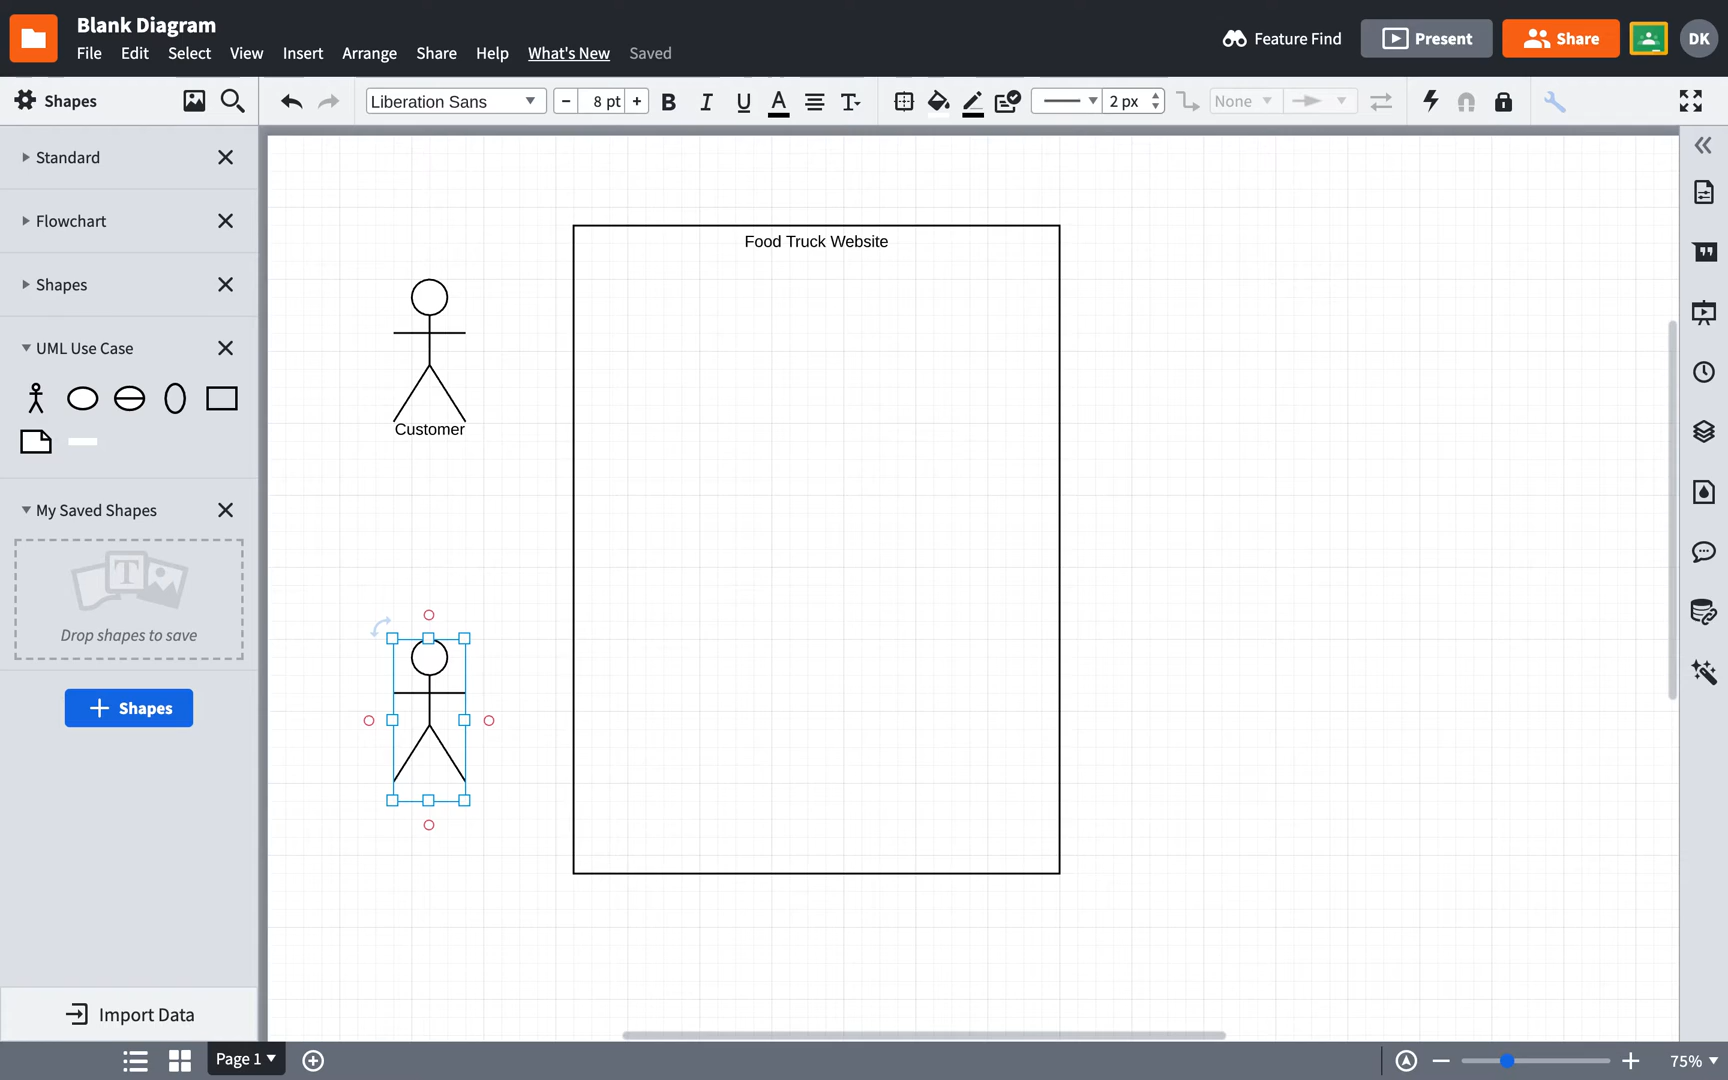 Blank Diagram
File Edit Select View Insert Arrange Share Help What's New Saved
Feature Find
Present
Share
DK
Shapes
Liberation Sans
8 pt
B I U A T
2 px
None
Standard
Flowchart
Shapes
UML Use Case
My Saved Shapes
T
Drop shapes to save
Shapes
Import Data
Food Truck Website
Customer
Page 1
75%